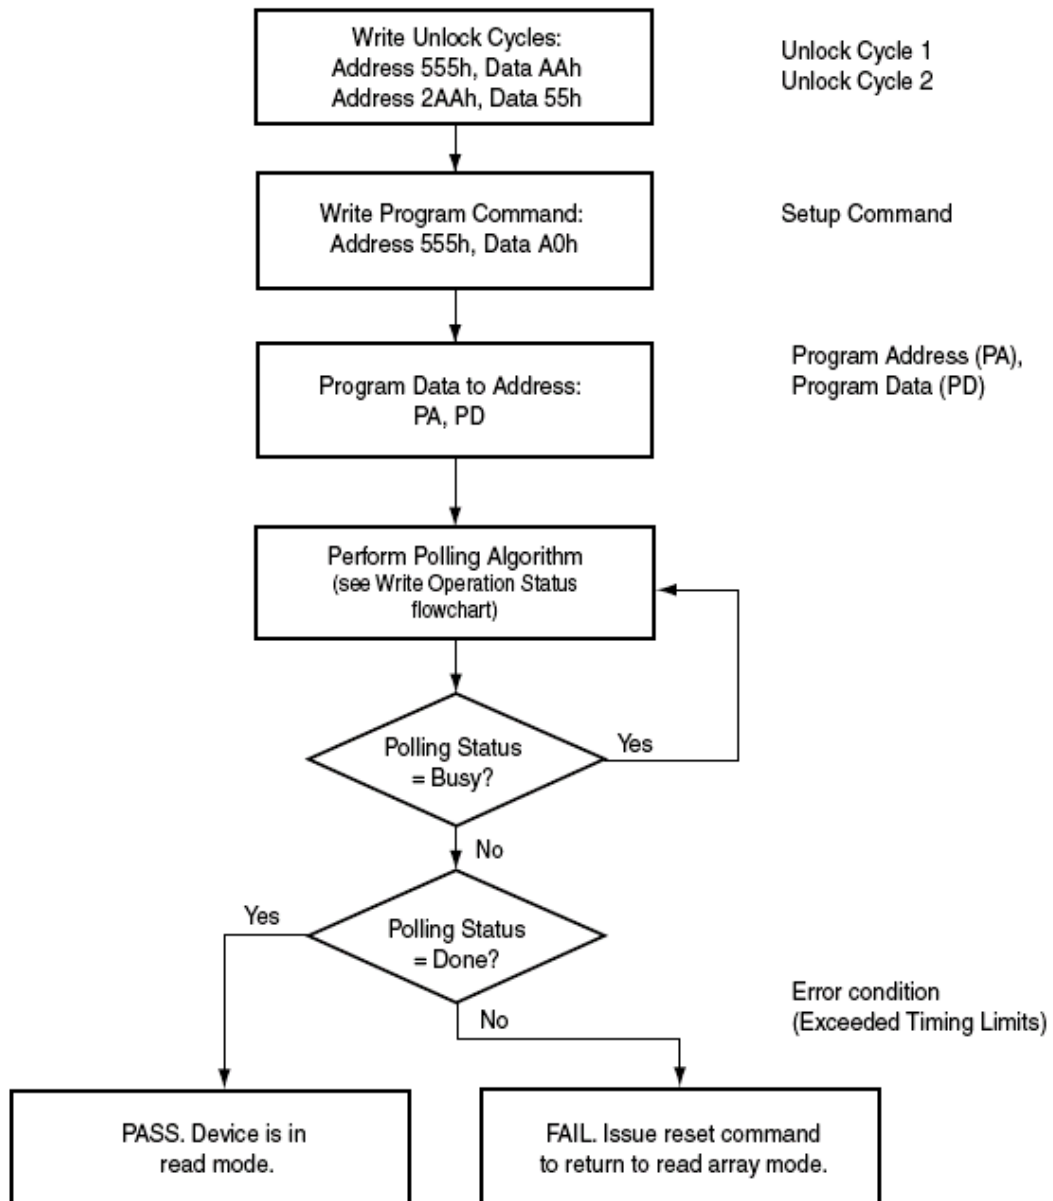 Write Unlock Cycles:
Address 555h, Data AAh
Address 2AAh, Data 55h
Unlock Cycle 1
Unlock Cycle 2
Write Program Command:
Address 555h, Data A0h
Setup Command
Program Data to Address:
PA, PD
Program Address (PA),
Program Data (PD)
Perform Polling Algorithm
(see Write Operation Status
flowchart)
Polling Status
= Busy?
Yes
No
Polling Status
= Done?
Yes
No
Error condition
(Exceeded Timing Limits)
PASS. Device is in
read mode.
FAIL. Issue reset command
to return to read array mode.